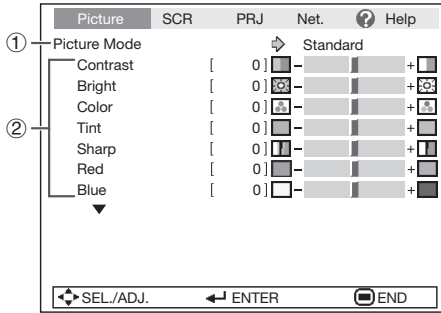 Picture SCR PRJ Net. ? Help
① Picture Mode Standard
Contrast [ 0 ] – +
Bright [ 0 ] – +
② Color [ 0 ] – +
Tint [ 0 ] – +
Sharp [ 0 ] – +
Red [ 0 ] – +
Blue [ 0 ] – +
SEL./ADJ. ENTER END